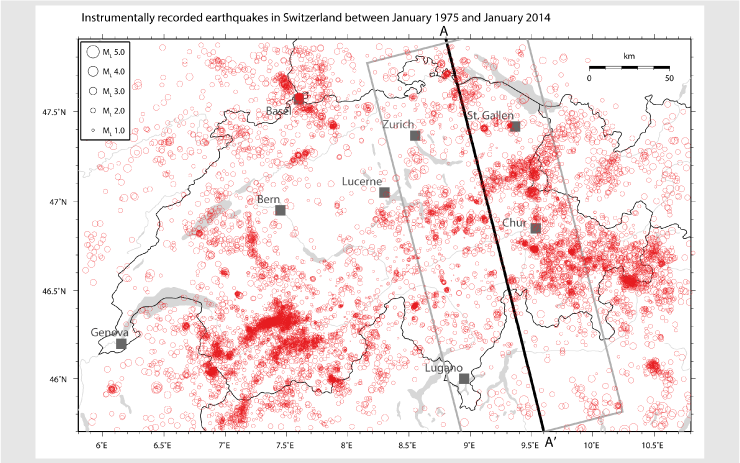 Instrumentally recorded earthquakes in Switzerland between January 1975 and January 2014
A
ML 5.0
ML 4.0
ML 3.0
ML 2.0
ML 1.0
km
0 50
47.5°N
47°N
46.5°N
46°N
Basel
Zurich
St. Gallen
Lucerne
Bern
Chur
Genova
Lugano
6°E 6.5°E 7°E 7.5°E 8°E 8.5°E 9°E 9.5°E 10°E 10.5°E
A'